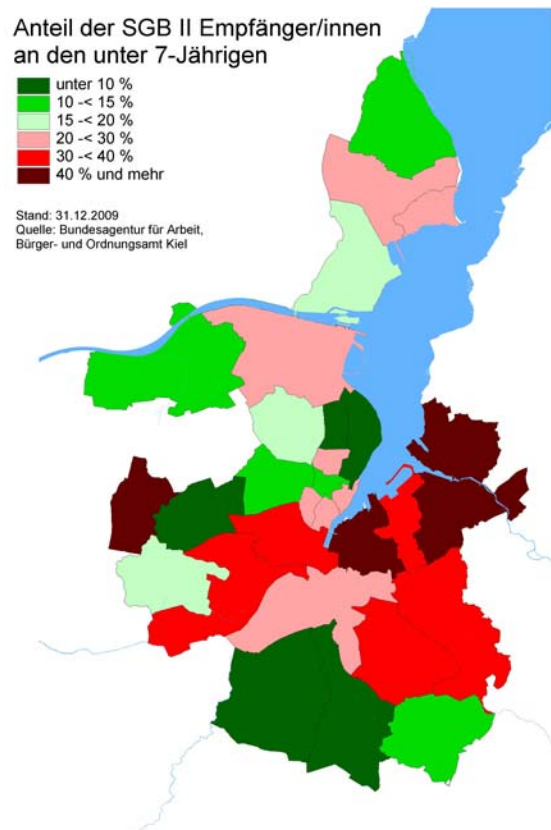 Anteil der SGB II Empfänger/innen
an den unter 7-Jährigen
unter 10 %
10 -< 15 %
15 -< 20 %
20 -< 30 %
30 -< 40 %
40 % und mehr
Stand: 31.12.2009
Quelle: Bundesagentur für Arbeit,
Bürger- und Ordnungsamt Kiel